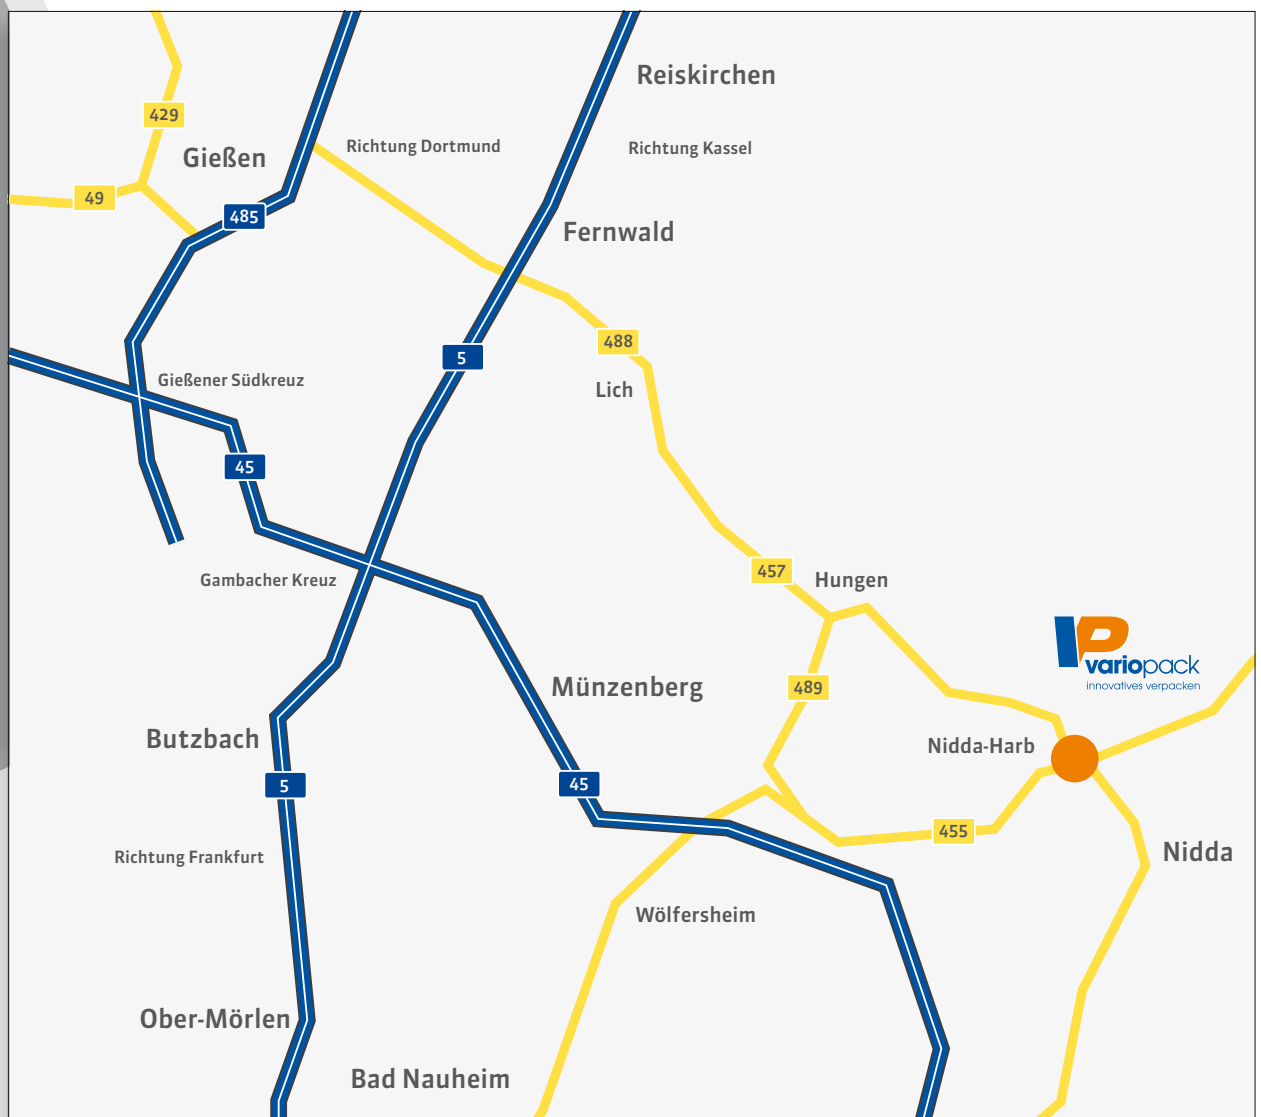 Reiskirchen
429
Richtung Dortmund
Richtung Kassel
Gießen
49
485
Fernwald
488
5
Gießener Südkreuz
Lich
45
457
Hungen
Gambacher Kreuz
variopack
innovatives verpacken
489
Münzenberg
Butzbach
Nidda-Harb
5
45
455
Nidda
Richtung Frankfurt
Wölfersheim
Ober-Mörlen
Bad Nauheim